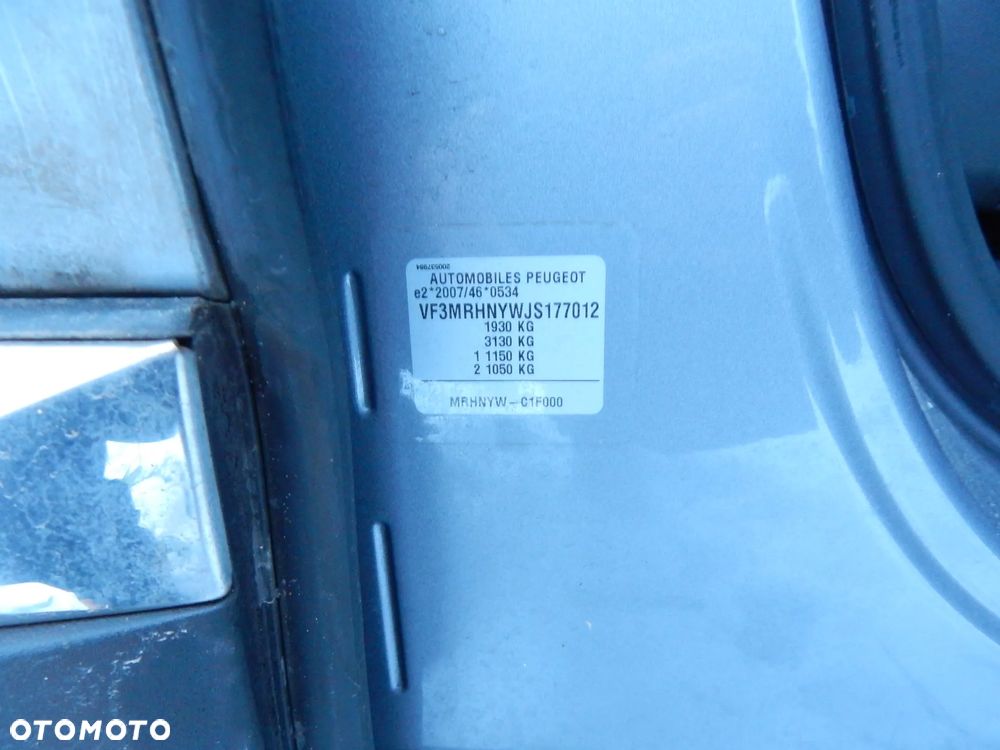 200537984
AUTOMOBILES PEUGEOT
e2*2007/46*0534
VF3MRHNYWJS177012
1930 KG
3130 KG
1 1150 KG
2 1050 KG
MRHNYW-C1F000
OTOMOTO